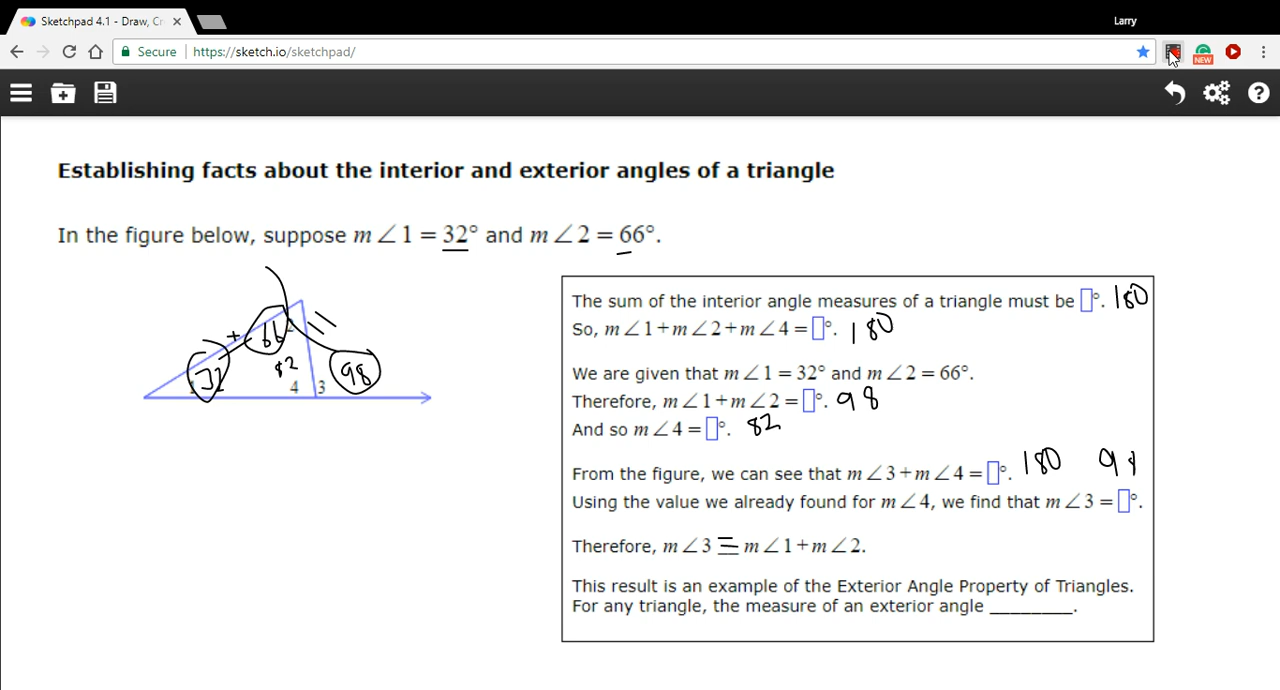 Sketchpad 4.1 - Draw, Cr
Larry
Secure https://sketch.io/sketchpad/
NEW
Establishing facts about the interior and exterior angles of a triangle
In the figure below, suppose m∠1 = 32° and m∠2 = 66°.
32 + 66 82 4 3 98
The sum of the interior angle measures of a triangle must be □°. 180
So, m∠1+m∠2+m∠4 = □°. 180
We are given that m∠1 = 32° and m∠2 = 66°.
Therefore, m∠1+m∠2 = □°. 98
And so m∠4 = □°. 82
From the figure, we can see that m∠3+m∠4 = □°. 180 98
Using the value we already found for m∠4, we find that m∠3 = □°.
Therefore, m∠3 = m∠1+m∠2.
This result is an example of the Exterior Angle Property of Triangles.
For any triangle, the measure of an exterior angle ________.